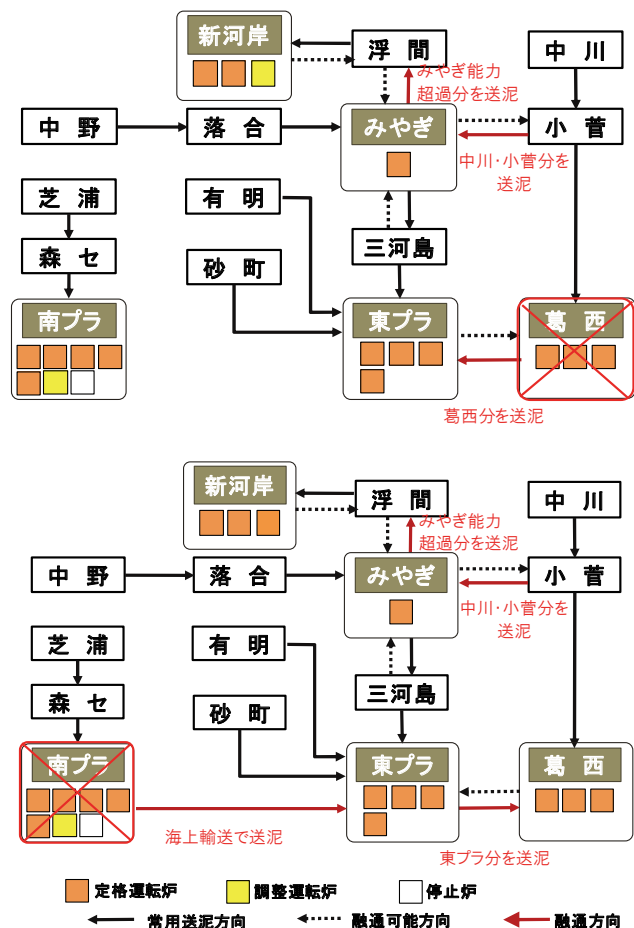 新河岸
浮 間
中 川
みやぎ能力
超過分を送泥
中 野
落 合
みやぎ
小 菅
中川・小菅分を
送泥
芝 浦
有 明
三河島
森 セ
砂 町
南プラ
東プラ
葛 西
葛西分を送泥
新河岸
浮 間
中 川
みやぎ能力
超過分を送泥
中 野
落 合
みやぎ
小 菅
中川・小菅分を
送泥
芝 浦
有 明
三河島
森 セ
砂 町
南プラ
東プラ
葛 西
海上輸送で送泥
東プラ分を送泥
定格運転炉
調整運転炉
停止炉
常用送泥方向
融通可能方向
融通方向